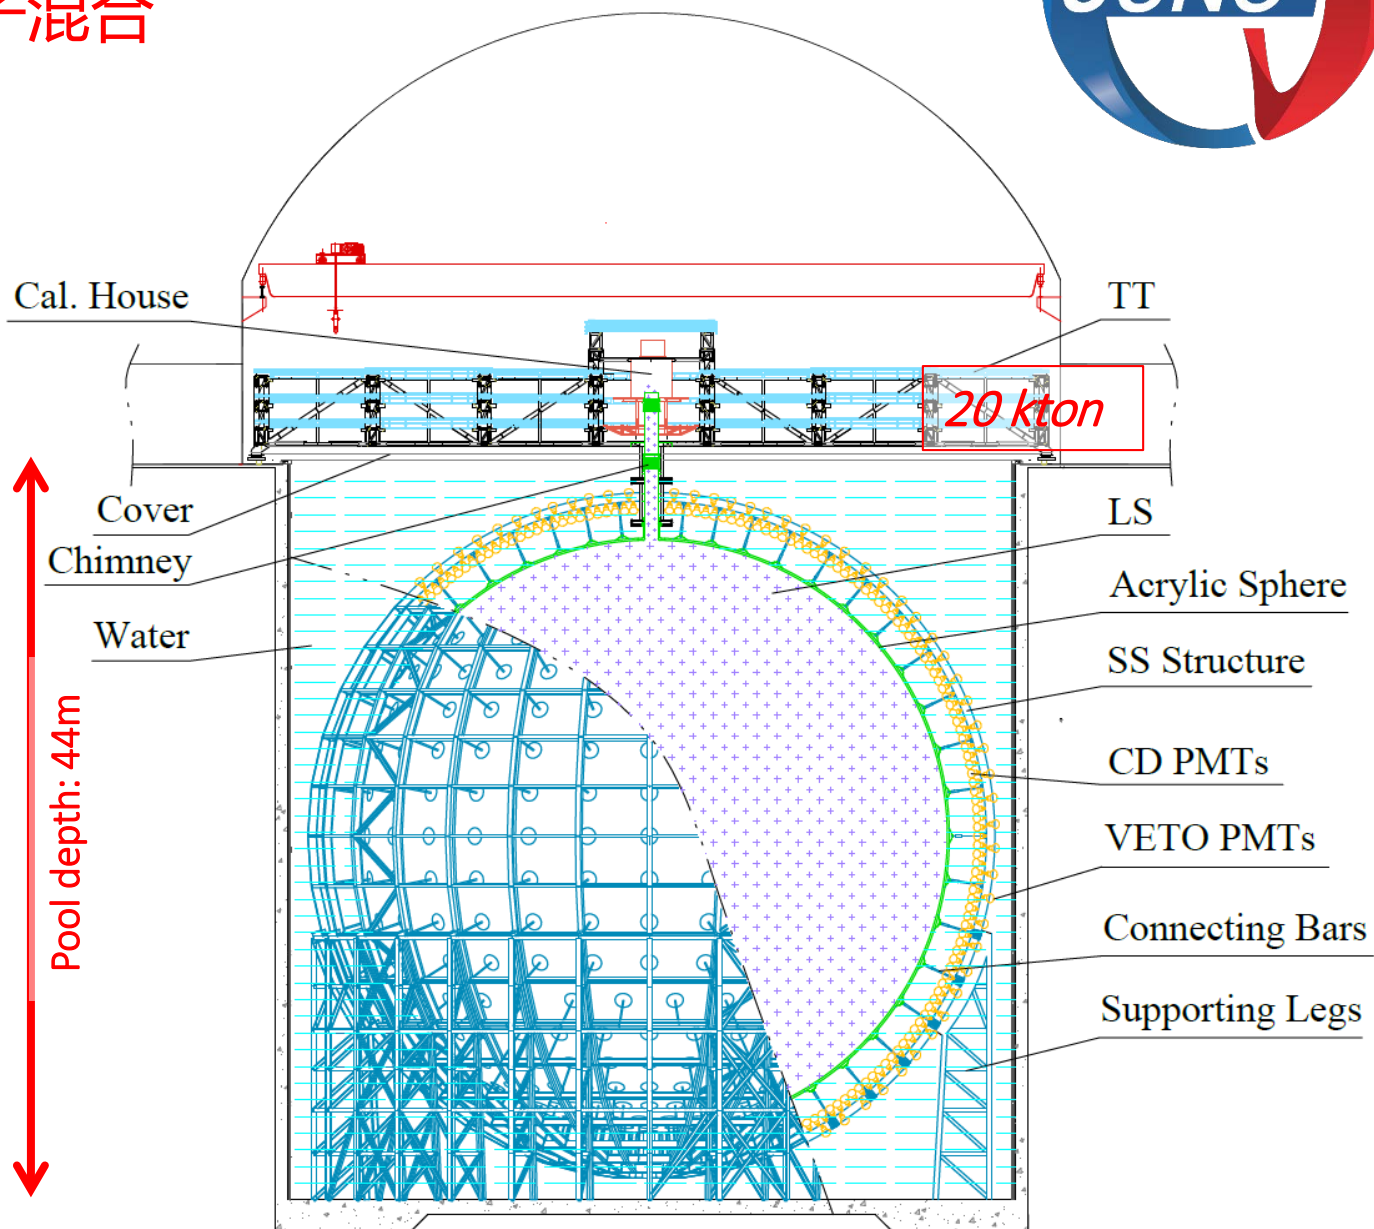 混合
Cal. House
TT
20 kton
Cover
Chimney
Water
Pool depth: 44m
LS
Acrylic Sphere
SS Structure
CD PMTs
VETO PMTs
Connecting Bars
Supporting Legs